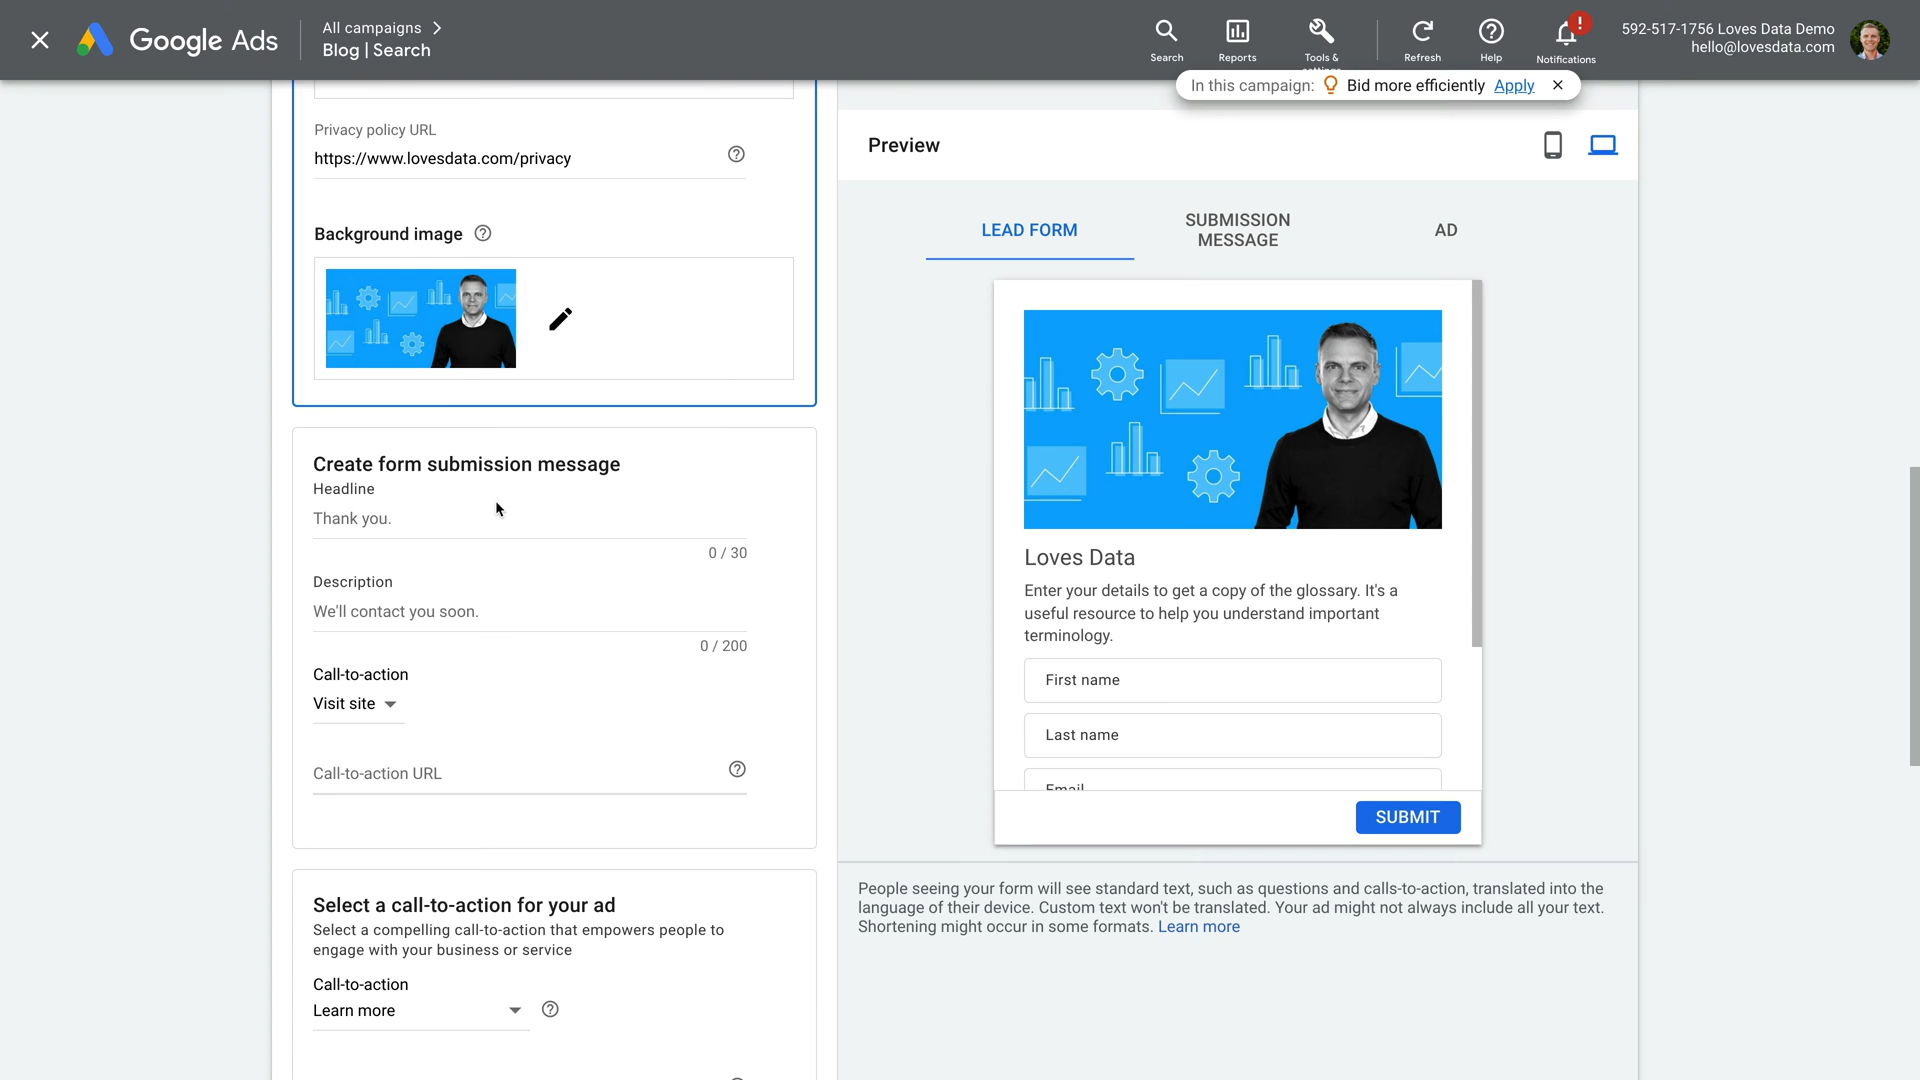 Google Ads
All campaigns
Blog | Search
Search
Reports
Tools &
settings
Refresh
Help
!
Notifications
592-517-1756 Loves Data Demo
hello@lovesdata.com
In this campaign: Bid more efficiently Apply
Privacy policy URL
https://www.lovesdata.com/privacy
Background image
Create form submission message
Headline
Thank you.
0 / 30
Description
We'll contact you soon.
0 / 200
Call-to-action
Visit site
Call-to-action URL
Select a call-to-action for your ad
Select a compelling call-to-action that empowers people to
engage with your business or service
Call-to-action
Learn more
Preview
LEAD FORM
SUBMISSION
MESSAGE
AD
Loves Data
Enter your details to get a copy of the glossary. It's a
useful resource to help you understand important
terminology.
First name
Last name
Email
SUBMIT
People seeing your form will see standard text, such as questions and calls-to-action, translated into the
language of their device. Custom text won't be translated. Your ad might not always include all your text.
Shortening might occur in some formats. Learn more